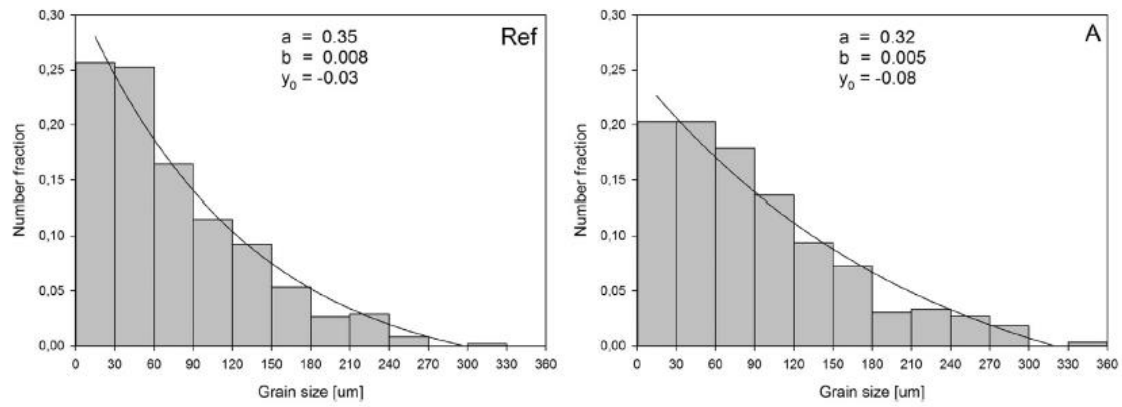 0,30
0,25
0,20
0,15
0,10
0,05
0,00
Number fraction
a = 0.35
b = 0.008
y0 = -0.03
Ref
0 30 60 90 120 150 180 210 240 270 300 330 360
Grain size [um]
0,30
0,25
0,20
0,15
0,10
0,05
0,00
Number fraction
a = 0.32
b = 0.005
y0 = -0.08
A
0 30 60 90 120 150 180 210 240 270 300 330 360
Grain size [um]